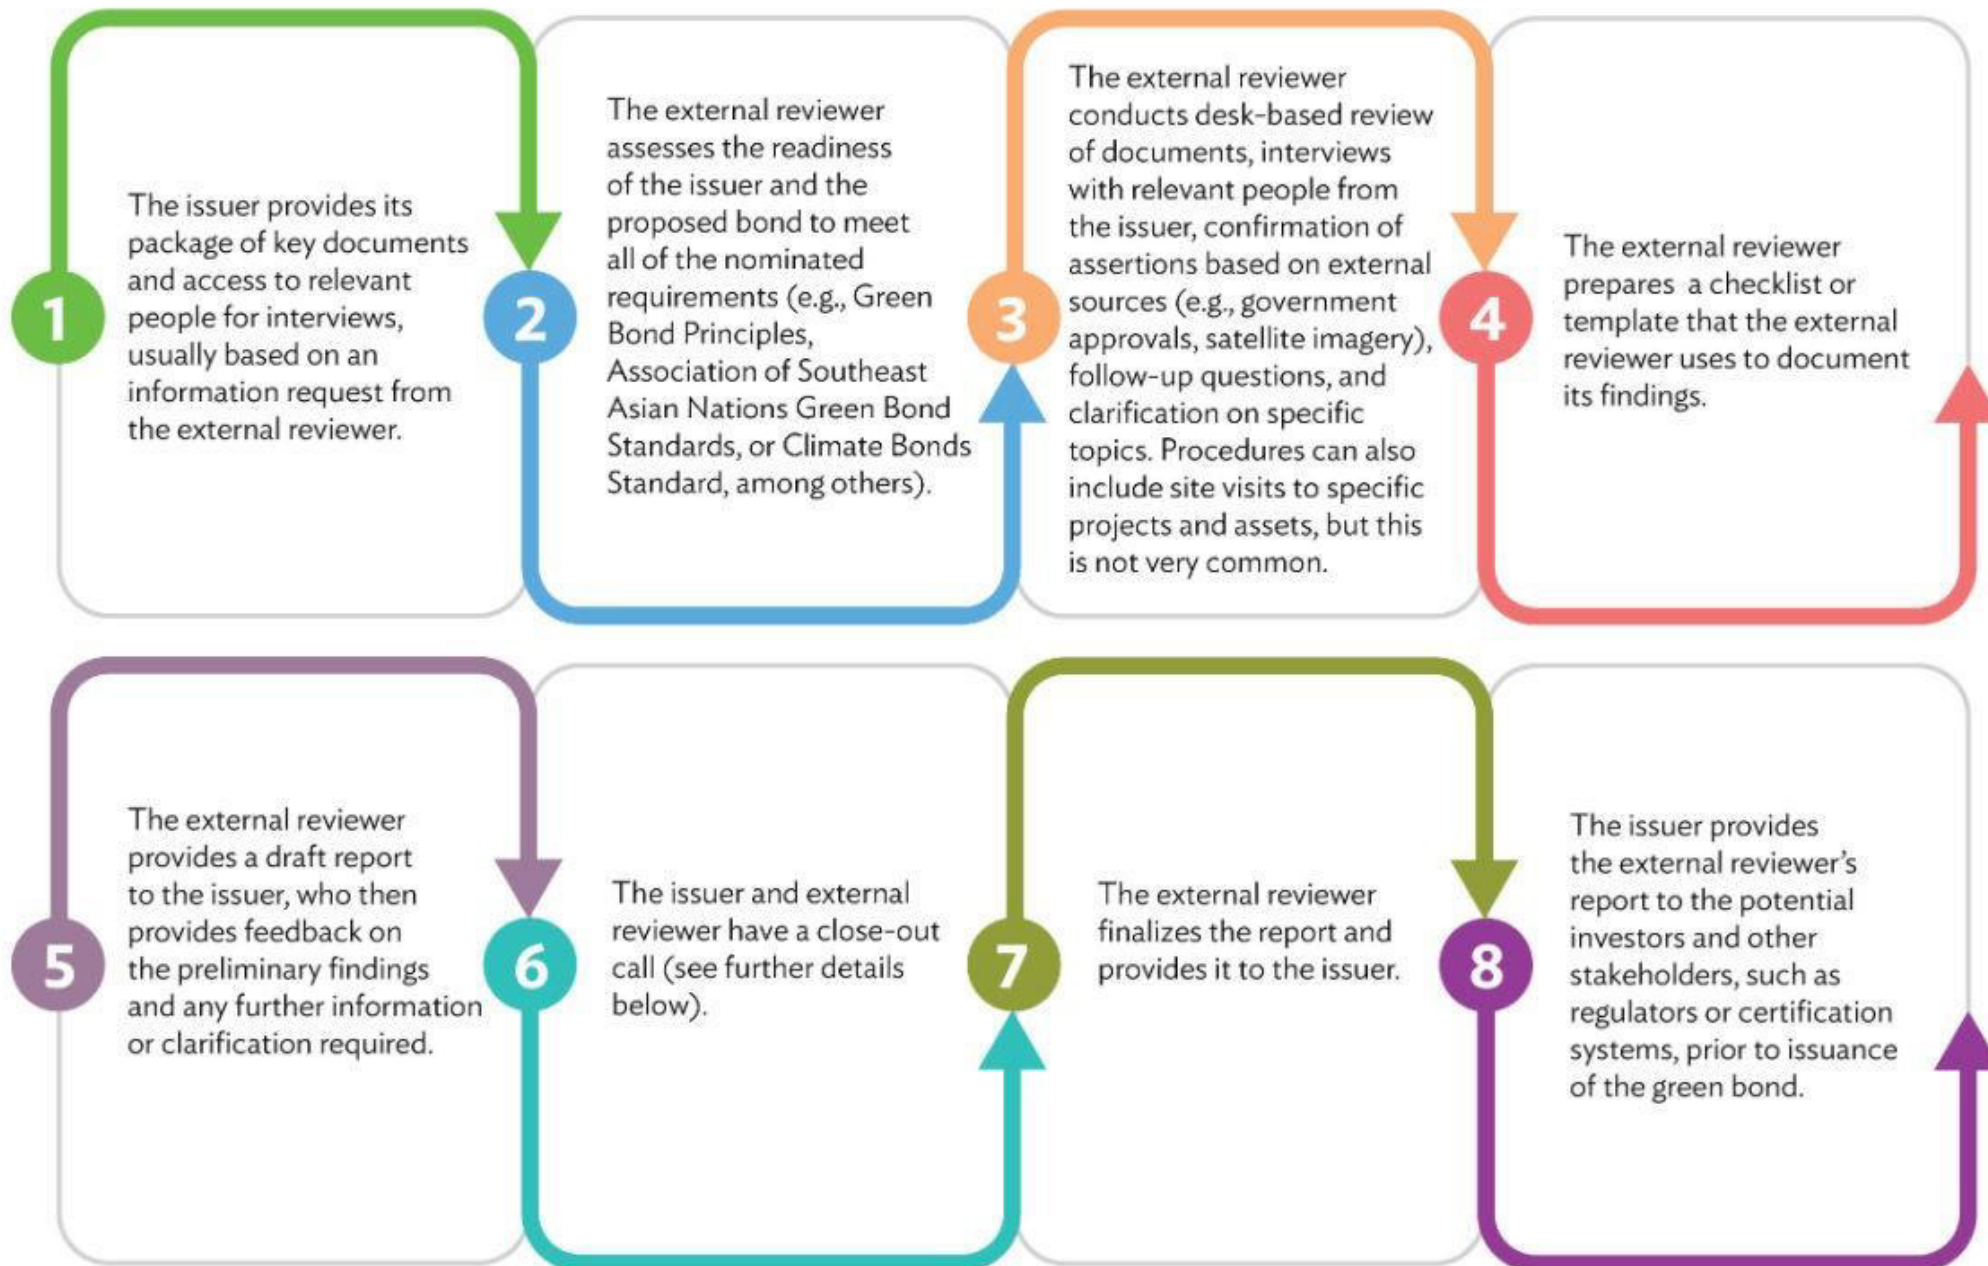 1
The issuer provides its
package of key documents
and access to relevant
people for interviews,
usually based on an
information request from
the external reviewer.
2
The external reviewer
assesses the readiness
of the issuer and the
proposed bond to meet
all of the nominated
requirements (e.g., Green
Bond Principles,
Association of Southeast
Asian Nations Green Bond
Standards, or Climate Bonds
Standard, among others).
3
The external reviewer
conducts desk-based review
of documents, interviews
with relevant people from
the issuer, confirmation of
assertions based on external
sources (e.g., government
approvals, satellite imagery),
follow-up questions, and
clarification on specific
topics. Procedures can also
include site visits to specific
projects and assets, but this
is not very common.
4
The external reviewer
prepares a checklist or
template that the external
reviewer uses to document
its findings.
5
The external reviewer
provides a draft report
to the issuer, who then
provides feedback on
the preliminary findings
and any further information
or clarification required.
6
The issuer and external
reviewer have a close-out
call (see further details
below).
7
The external reviewer
finalizes the report and
provides it to the issuer.
8
The issuer provides
the external reviewer's
report to the potential
investors and other
stakeholders, such as
regulators or certification
systems, prior to issuance
of the green bond.